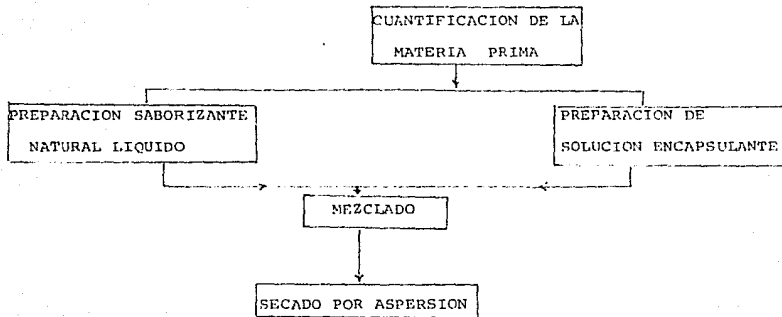 CUANTIFICACION DE LA
MATERIA PRIMA
PREPARACION SABORIZANTE
NATURAL LIQUIDO
PREPARACION DE
SOLUCION ENCAPSULANTE
MEZCLADO
SECADO POR ASPERSION